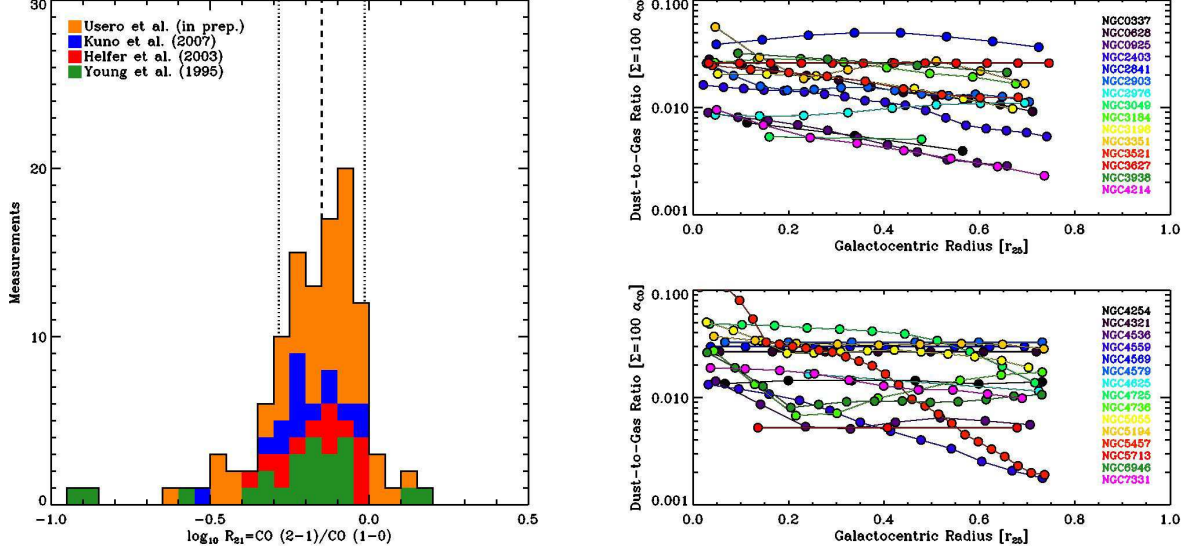 30
20
10
0
Measurements
Usero et al. (in prep.)
Kuno et al. (2007)
Helfer et al. (2003)
Young et al. (1995)
-1.0 -0.5 0.0 0.5
log₁₀ R₂₁=CO (2-1)/CO (1-0)
Dust-to-Gas Ratio [Σ=100 α_CO]
0.100
0.010
0.001
NGC0337
NGC0628
NGC0925
NGC2403
NGC2841
NGC2903
NGC2976
NGC3049
NGC3184
NGC3198
NGC3351
NGC3521
NGC3627
NGC3938
NGC4214
0.0 0.2 0.4 0.6 0.8 1.0
Galactocentric Radius [r₂₅]
Dust-to-Gas Ratio [Σ=100 α_CO]
0.100
0.010
0.001
NGC4254
NGC4321
NGC4536
NGC4559
NGC4569
NGC4579
NGC4625
NGC4725
NGC4736
NGC5055
NGC5194
NGC5457
NGC5713
NGC6946
NGC7331
0.0 0.2 0.4 0.6 0.8 1.0
Galactocentric Radius [r₂₅]